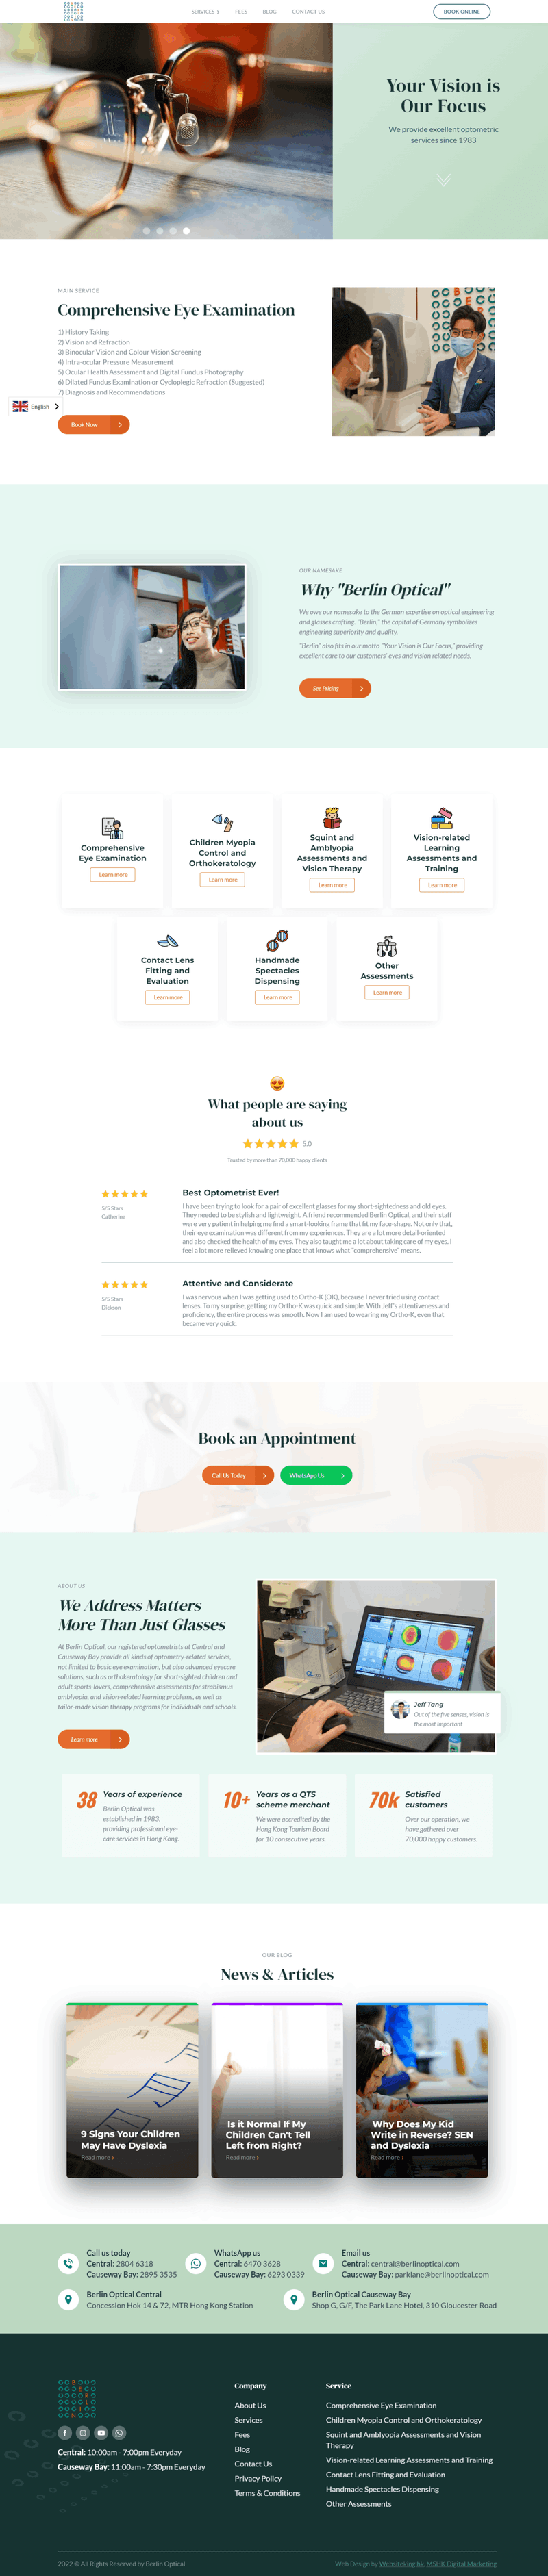 SERVICES
FEES
BLOG
CONTACT US
BOOK ONLINE
Your Vision is
Our Focus
We provide excellent optometric
services since 1983
MAIN SERVICE
Comprehensive Eye Examination
1) History Taking
2) Vision and Refraction
3) Binocular Vision and Colour Vision Screening
4) Intra-ocular Pressure Measurement
5) Ocular Health Assessment and Digital Fundus Photography
6) Dilated Fundus Examination or Cycloplegic Refraction (Suggested)
7) Diagnosis and Recommendations
English
Book Now
OUR NAMESAKE
Why "Berlin Optical"
We owe our namesake to the German expertise on optical engineering
and glasses crafting. "Berlin," the capital of Germany symbolizes
engineering superiority and quality.
"Berlin" also fits in our motto "Your Vision is Our Focus," providing
excellent care to our customers' eyes and vision related needs.
See Pricing
Comprehensive
Eye Examination
Learn more
Children Myopia
Control and
Orthokeratology
Learn more
Squint and
Amblyopia
Assessments and
Vision Therapy
Learn more
Vision-related
Learning
Assessments and
Training
Learn more
Contact Lens
Fitting and
Evaluation
Learn more
Handmade
Spectacles
Dispensing
Learn more
Other
Assessments
Learn more
What people are saying
about us
5.0
Trusted by more than 70,000 happy clients
5/5 Stars
Catherine
Best Optometrist Ever!
I have been trying to look for a pair of excellent glasses for my short-sightedness and old eyes.
They needed to be stylish and lightweight. A friend recommended Berlin Optical, and their staff
were very patient in helping me find a smart-looking frame that fit my face-shape. Not only that,
their eye examination was different from my experiences. They are a lot more detail-oriented
and also checked the health of my eyes. They also taught me a lot about taking care of my eyes. I
feel a lot more relieved knowing one place that knows what "comprehensive" means.
5/5 Stars
Dickson
Attentive and Considerate
I was nervous when I was getting used to Ortho-K (OK), because I never tried using contact
lenses. To my surprise, getting my Ortho-K was quick and simple. With Jeff's attentiveness and
proficiency, the entire process was smooth. Now I am used to wearing my Ortho-K, even that
became very quick.
Book an Appointment
Call Us Today
WhatsApp Us
ABOUT US
We Address Matters
More Than Just Glasses
At Berlin Optical, our registered optometrists at Central and
Causeway Bay provide all kinds of optometry-related services,
not limited to basic eye examination, but also advanced eyecare
solutions, such as orthokeratology for short-sighted children and
adult sports-lovers, comprehensive assessments for strabismus
amblyopia, and vision-related learning problems, as well as
tailor-made vision therapy programs for individuals and schools.
Learn more
Jeff Tang
Out of the five senses, vision is
the most important
38
Years of experience
Berlin Optical was
established in 1983,
providing professional eye-
care services in Hong Kong.
10+
Years as a QTS
scheme merchant
We were accredited by the
Hong Kong Tourism Board
for 10 consecutive years.
70k
Satisfied
customers
Over our operation, we
have gathered over
70,000 happy customers.
OUR BLOG
News & Articles
9 Signs Your Children
May Have Dyslexia
Read more
Is it Normal If My
Children Can't Tell
Left from Right?
Read more
Why Does My Kid
Write in Reverse? SEN
and Dyslexia
Read more
Call us today
Central: 2804 6318
Causeway Bay: 2895 3535
WhatsApp us
Central: 6470 3628
Causeway Bay: 6293 0339
Email us
Central: central@berlinoptical.com
Causeway Bay: parklane@berlinoptical.com
Berlin Optical Central
Concession Hok 14 & 72, MTR Hong Kong Station
Berlin Optical Causeway Bay
Shop G, G/F, The Park Lane Hotel, 310 Gloucester Road
Central: 10:00am - 7:00pm Everyday
Causeway Bay: 11:00am - 7:30pm Everyday
Company
About Us
Services
Fees
Blog
Contact Us
Privacy Policy
Terms & Conditions
Service
Comprehensive Eye Examination
Children Myopia Control and Orthokeratology
Squint and Amblyopia Assessments and Vision
Therapy
Vision-related Learning Assessments and Training
Contact Lens Fitting and Evaluation
Handmade Spectacles Dispensing
Other Assessments
2022 © All Rights Reserved by Berlin Optical
Web Design by Websiteking.hk, MSHK Digital Marketing